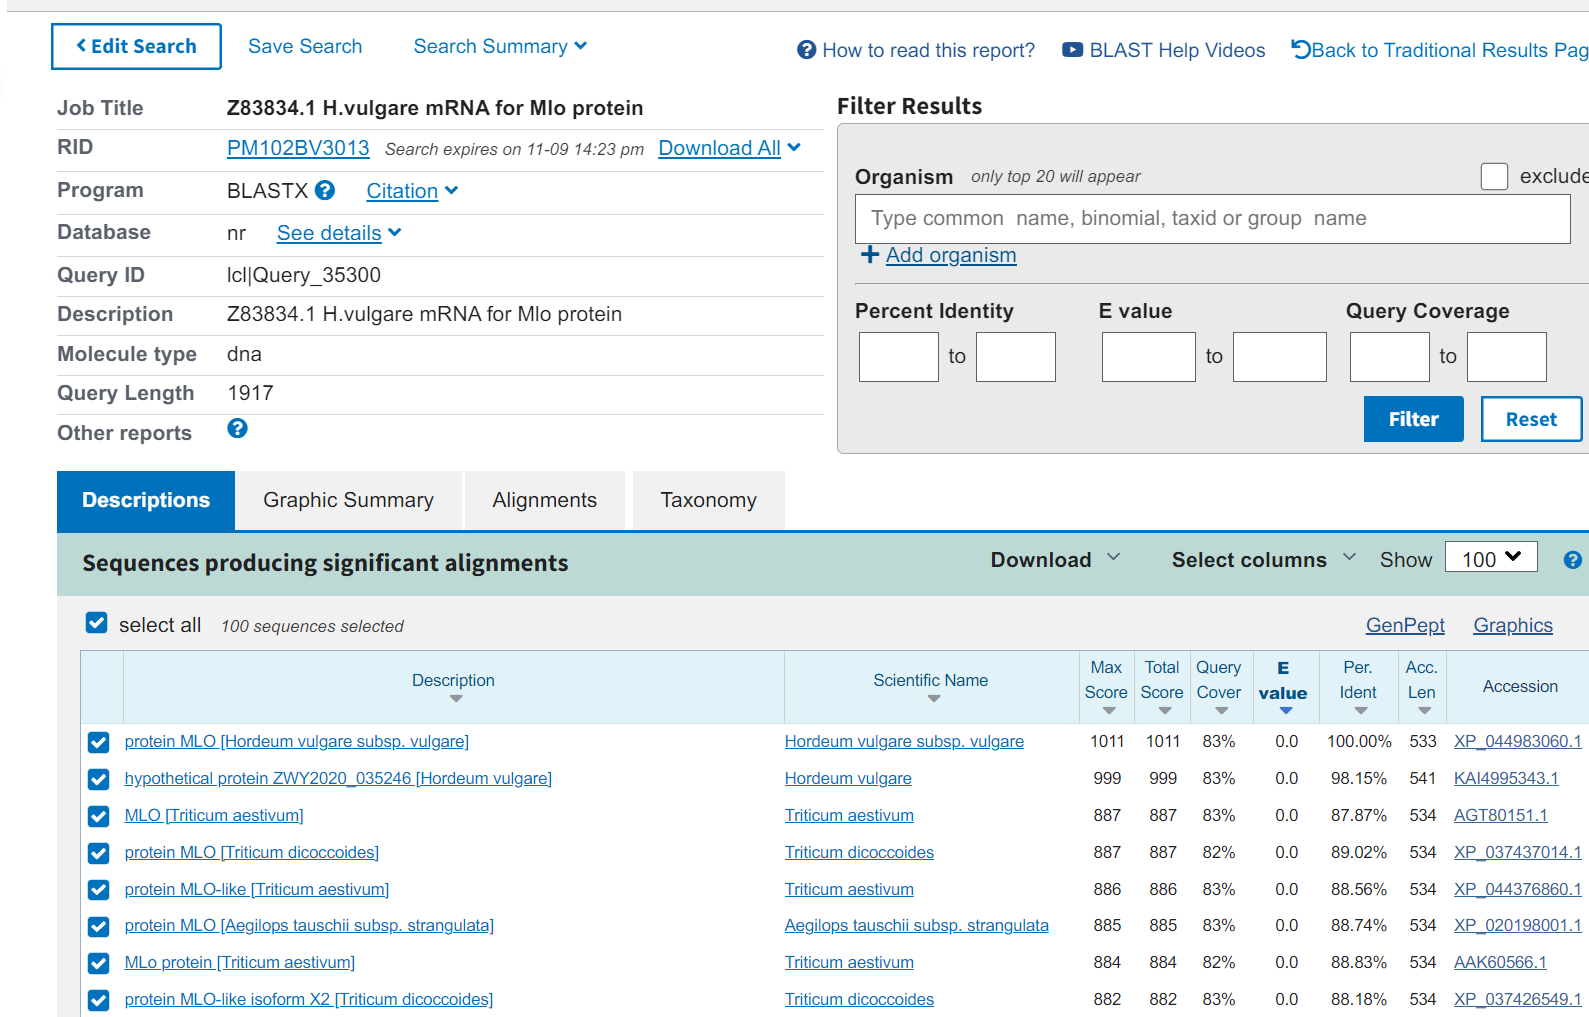 Edit Search Save Search Search Summary How to read this report? BLAST Help Videos Back to Traditional Results Pag
Job Title Z83834.1 H.vulgare mRNA for Mlo protein
RID PM102BV3013 Search expires on 11-09 14:23 pm Download All
Program BLASTX Citation
Database nr See details
Query ID lcl|Query_35300
Description Z83834.1 H.vulgare mRNA for Mlo protein
Molecule type dna
Query Length 1917
Other reports
Filter Results
Organism only top 20 will appear exclude
Type common name, binomial, taxid or group name
Add organism
Percent Identity E value Query Coverage
to to to
Filter Reset
Descriptions Graphic Summary Alignments Taxonomy
Sequences producing significant alignments Download Select columns Show 100
select all 100 sequences selected GenPept Graphics
Description Scientific Name Max Score Total Score Query Cover E value Per. Ident Acc. Len Accession
protein MLO [Hordeum vulgare subsp. vulgare] Hordeum vulgare subsp. vulgare 1011 1011 83% 0.0 100.00% 533 XP_044983060.1
hypothetical protein ZWY2020_035246 [Hordeum vulgare] Hordeum vulgare 999 999 83% 0.0 98.15% 541 KAI4995343.1
MLO [Triticum aestivum] Triticum aestivum 887 887 83% 0.0 87.87% 534 AGT80151.1
protein MLO [Triticum dicoccoides] Triticum dicoccoides 887 887 82% 0.0 89.02% 534 XP_037437014.1
protein MLO-like [Triticum aestivum] Triticum aestivum 886 886 83% 0.0 88.56% 534 XP_044376860.1
protein MLO [Aegilops tauschii subsp. strangulata] Aegilops tauschii subsp. strangulata 885 885 83% 0.0 88.74% 534 XP_020198001.1
MLo protein [Triticum aestivum] Triticum aestivum 884 884 82% 0.0 88.83% 534 AAK60566.1
protein MLO-like isoform X2 [Triticum dicoccoides] Triticum dicoccoides 882 882 83% 0.0 88.18% 534 XP_037426549.1